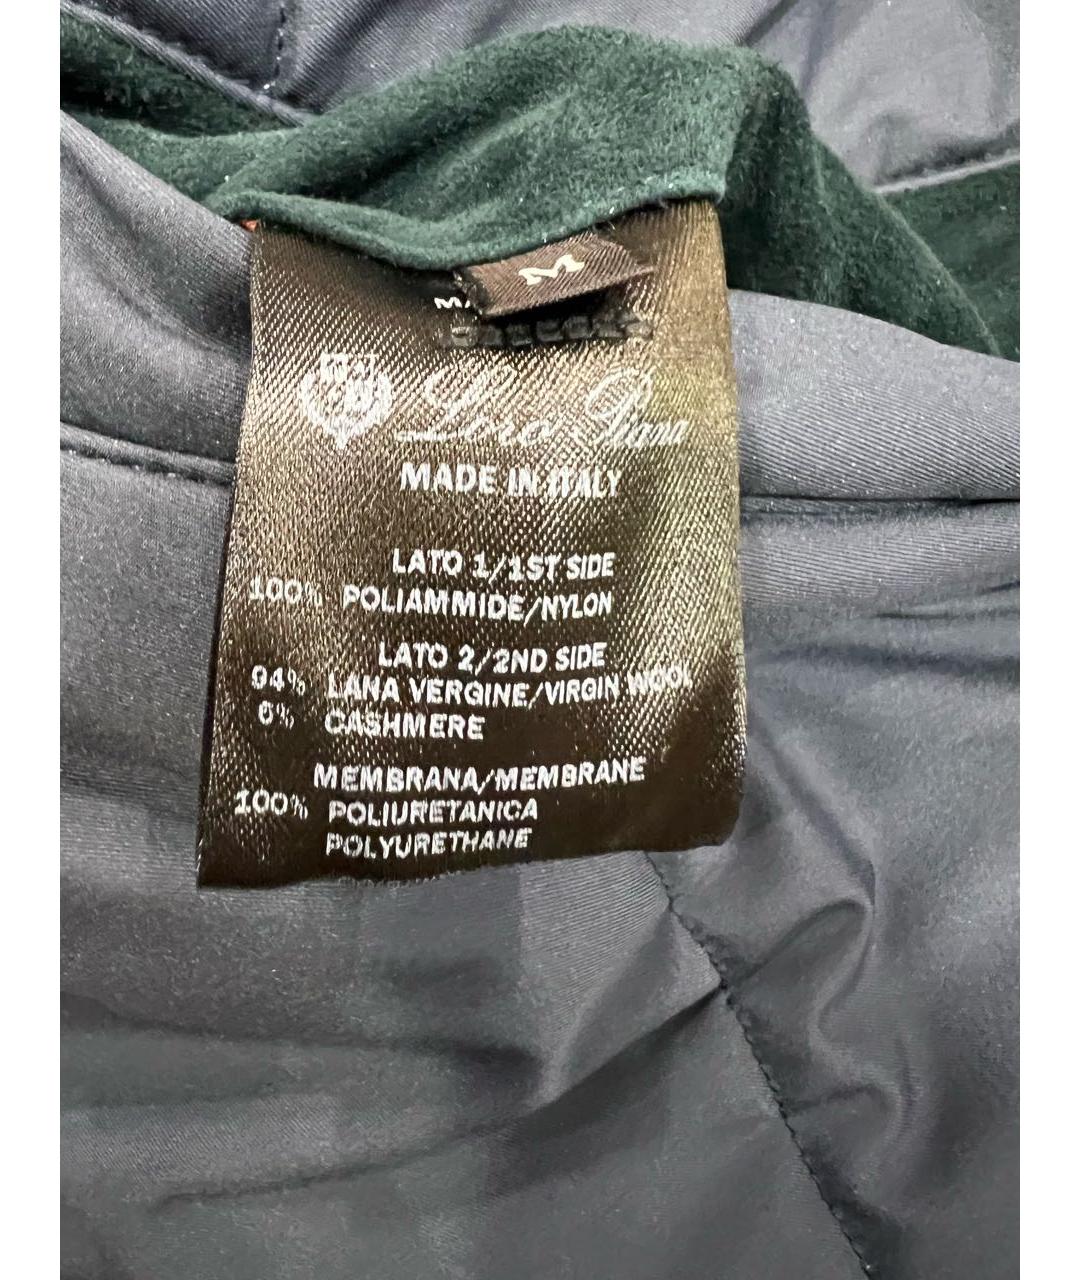 M
MA
Loro Piana
MADE IN ITALY
LATO 1/1ST SIDE
100% POLIAMMIDE/NYLON
LATO 2/2ND SIDE
94% LANA VERGINE/VIRGIN WOOL
6% CASHMERE
MEMBRANA/MEMBRANE
100% POLIURETANICA
POLYURETHANE